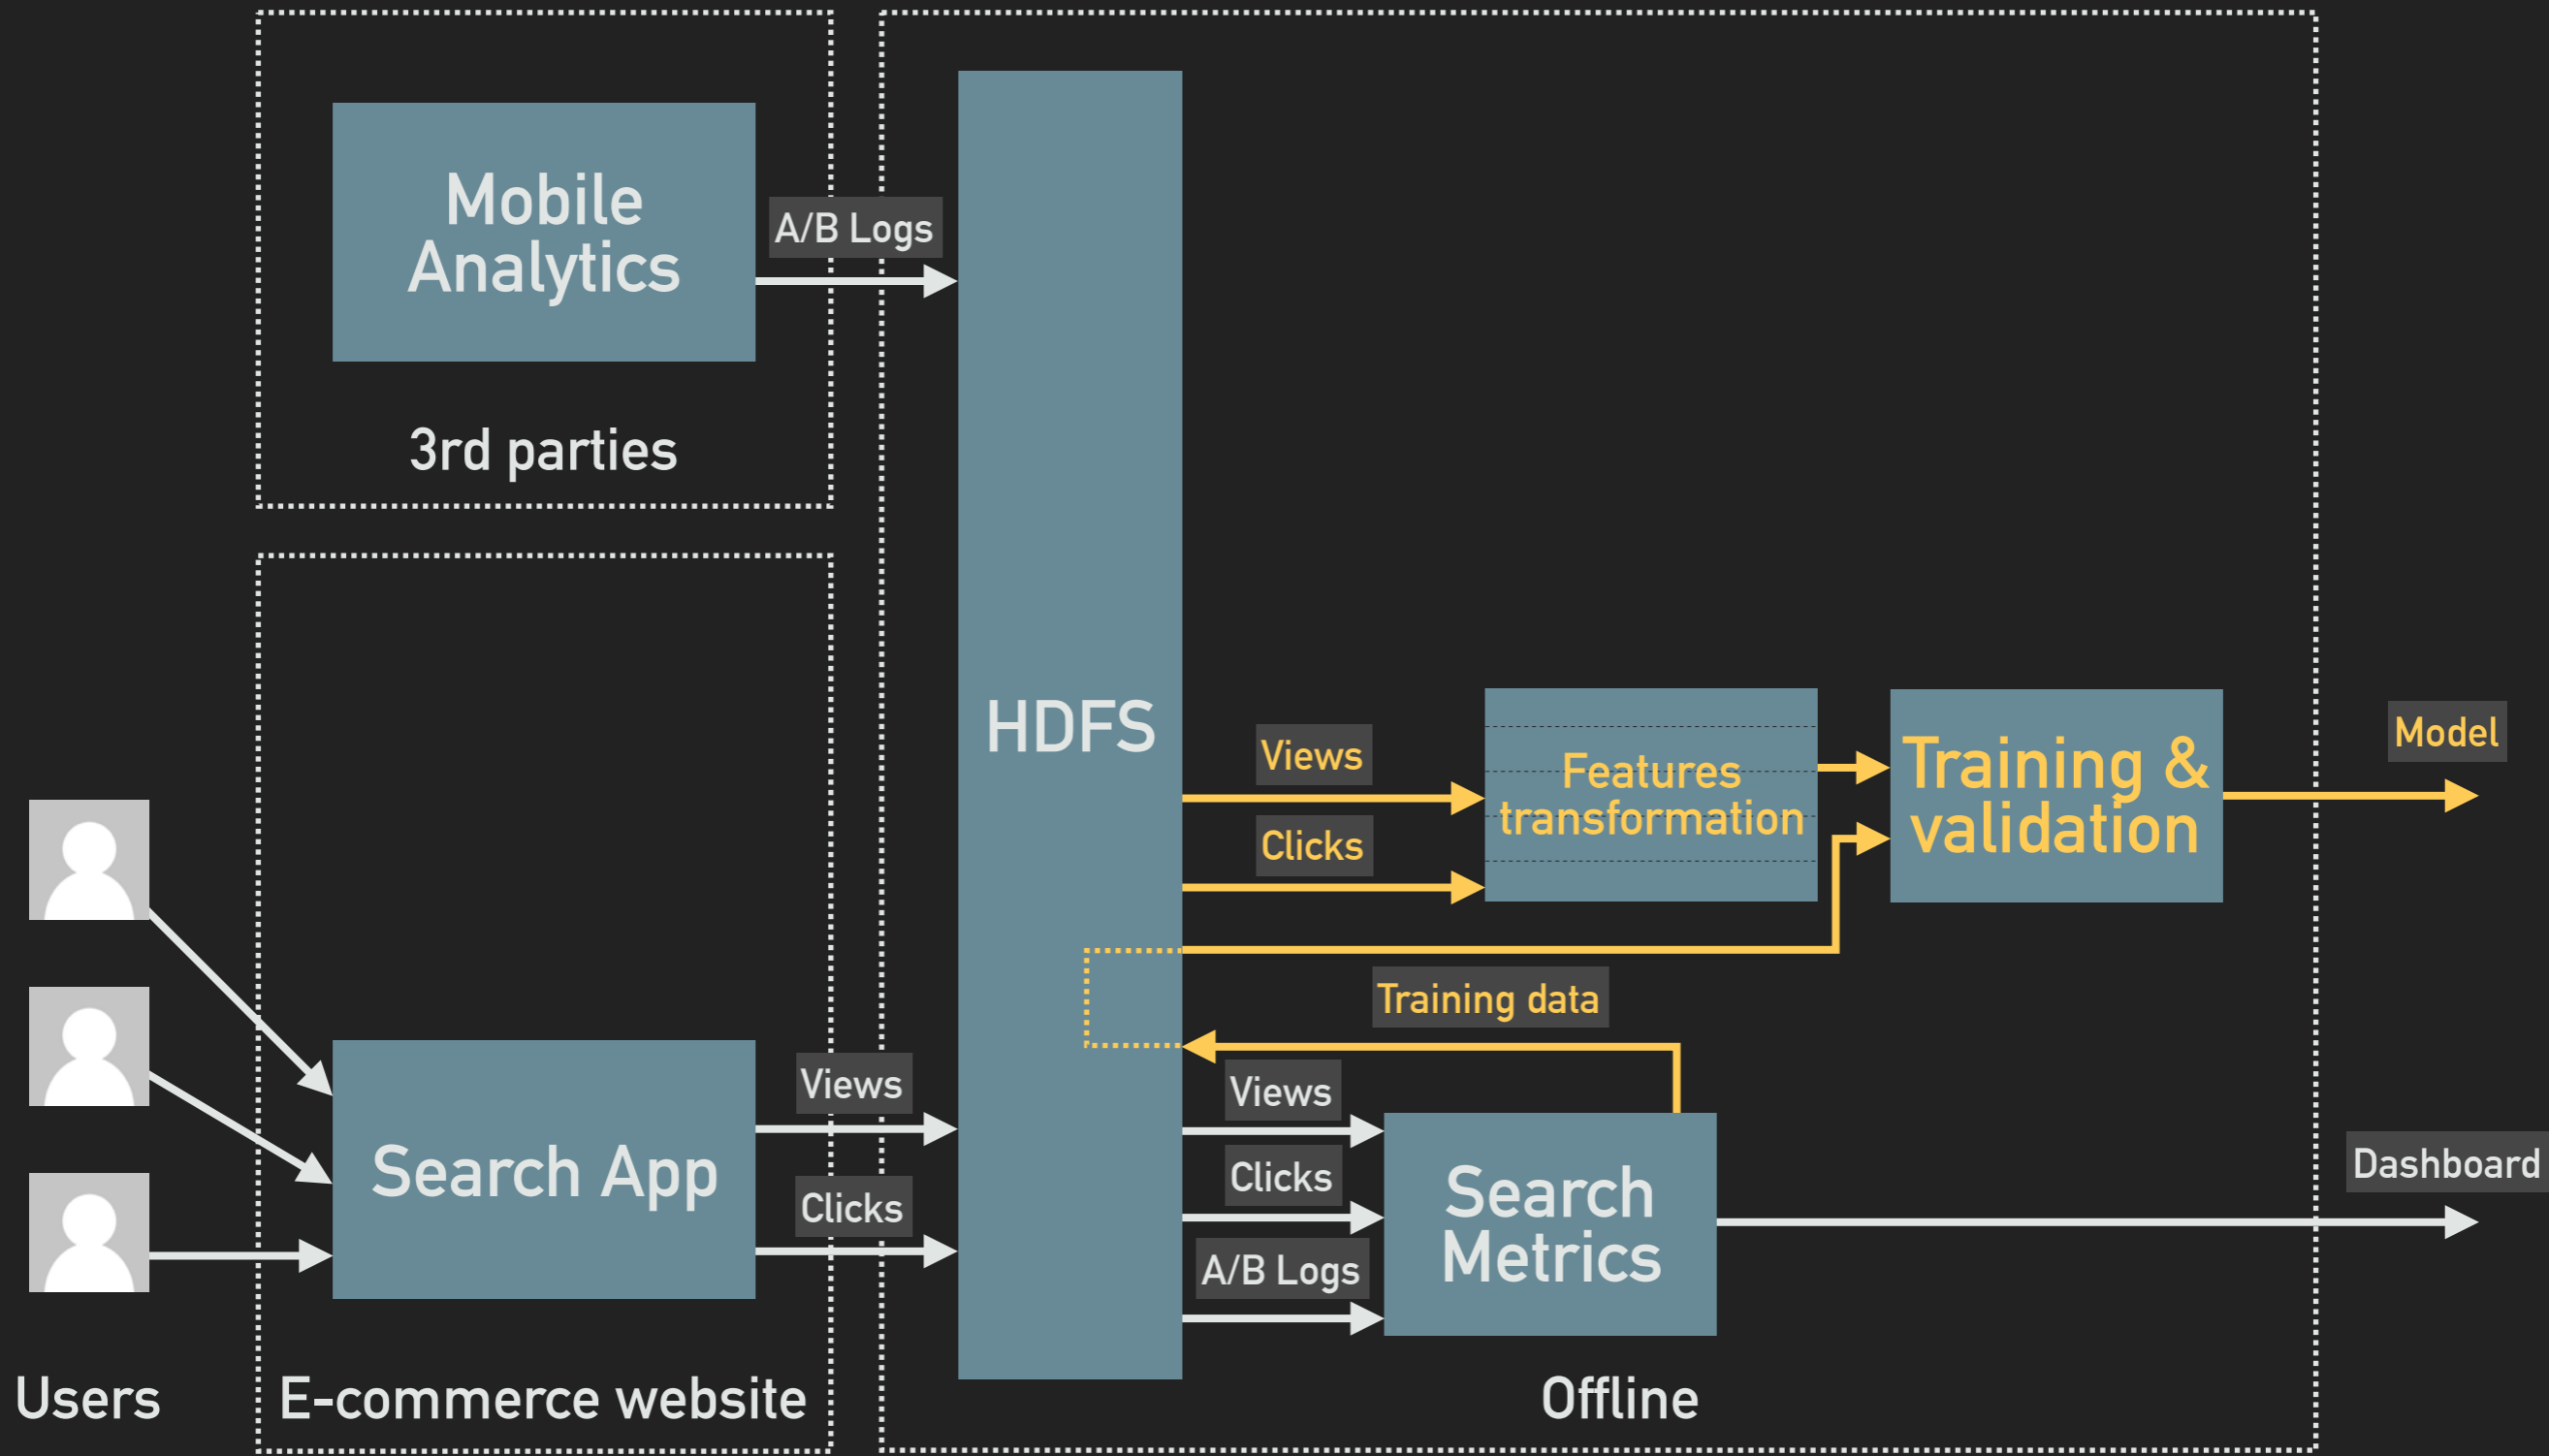 Mobile
Analytics
A/B Logs
3rd parties
HDFS
Views
Clicks
Features
transformation
Training &
validation
Model
Training data
Search App
Views
Clicks
Views
Clicks
A/B Logs
Search
Metrics
Dashboard
Users
E-commerce website
Offline